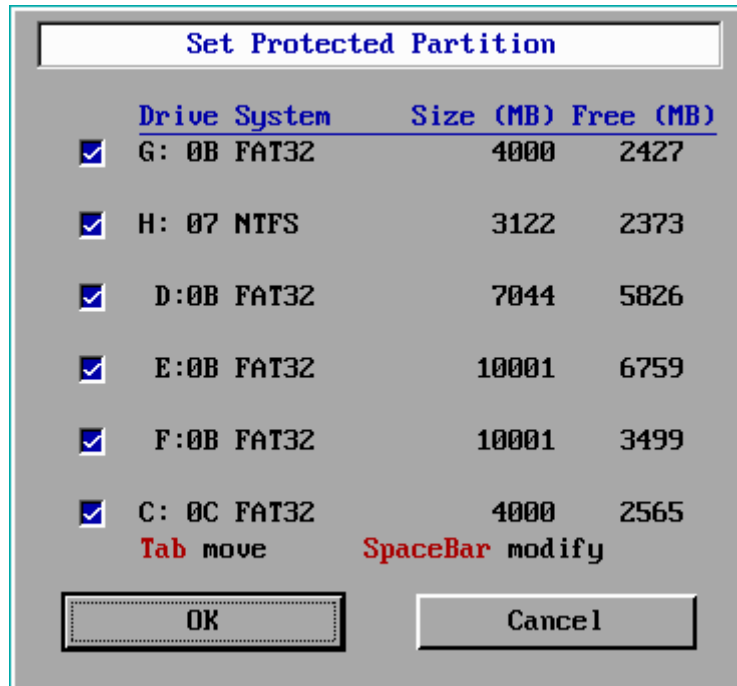 Set Protected Partition
Drive System Size (MB) Free (MB)
G: 0B FAT32 4000 2427
H: 07 NTFS 3122 2373
D:0B FAT32 7044 5826
E:0B FAT32 10001 6759
F:0B FAT32 10001 3499
C: 0C FAT32 4000 2565
Tab move SpaceBar modify
OK Cancel